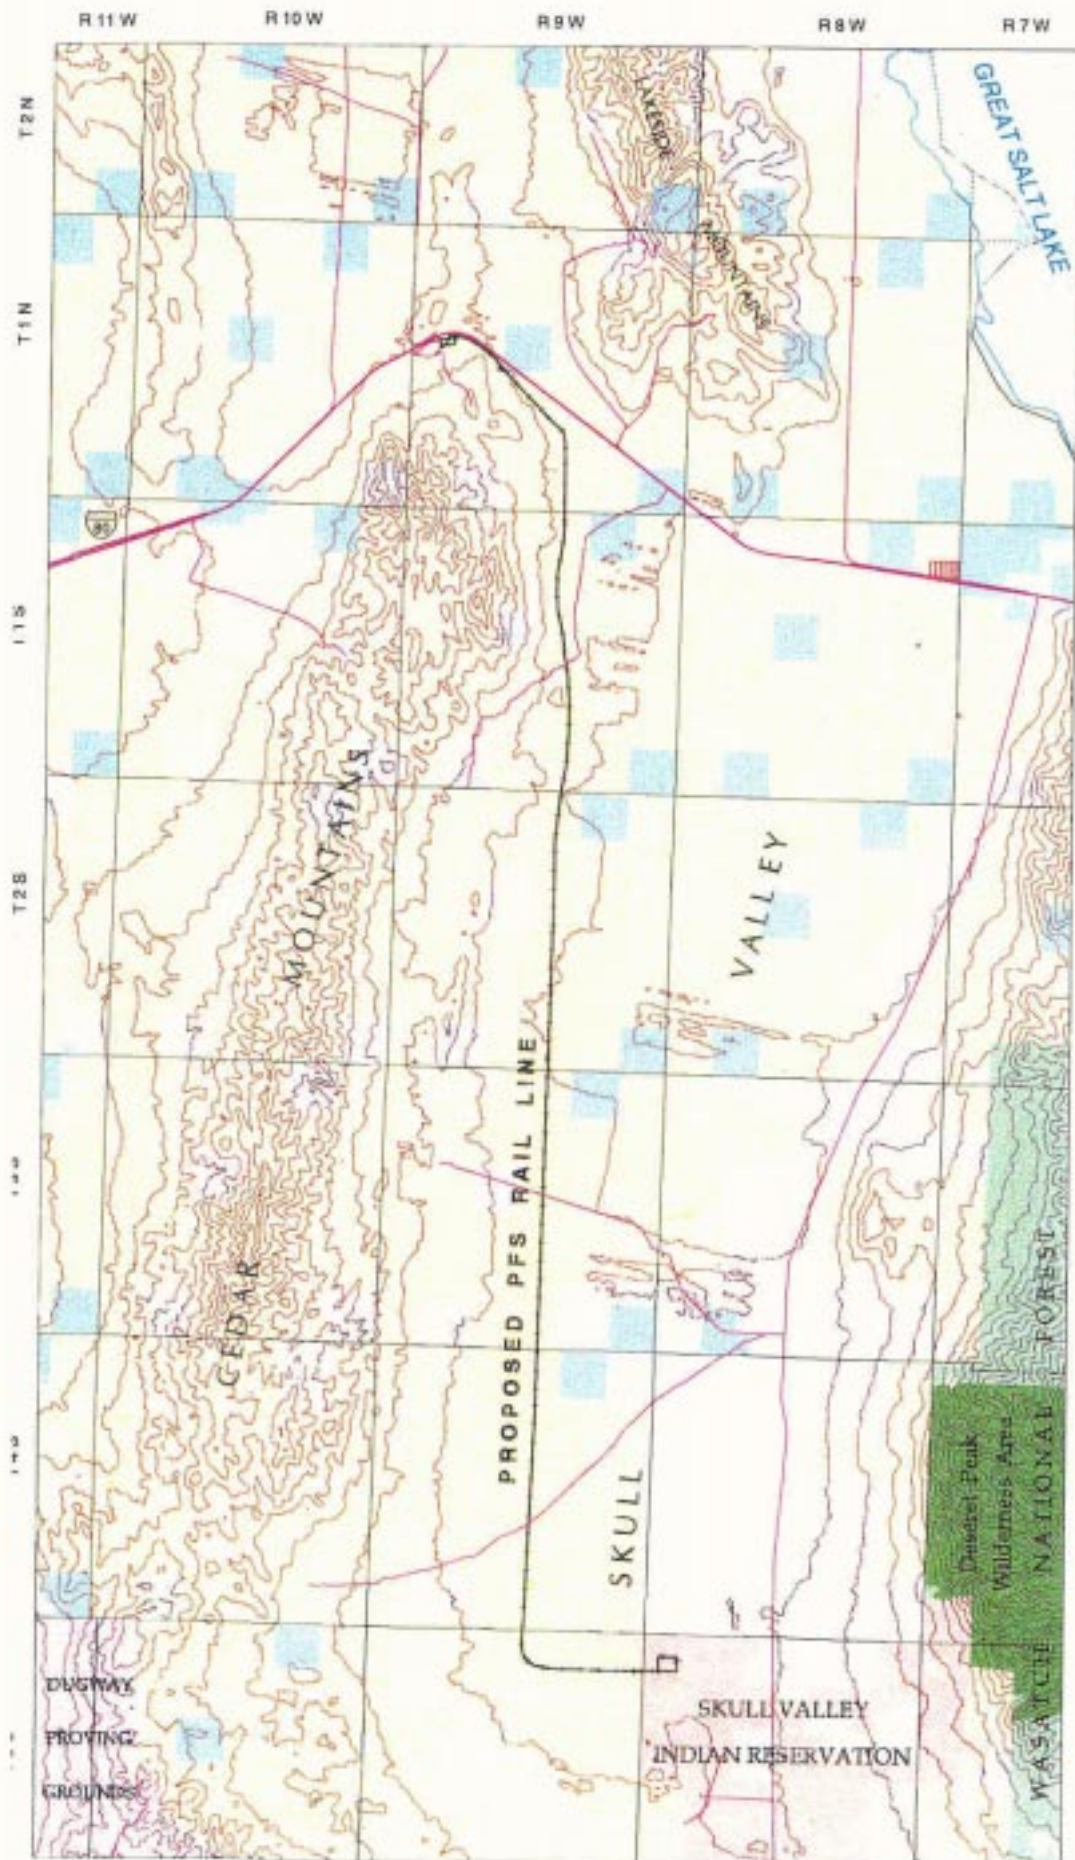 R 11 W
R 10 W
R 9 W
R 8 W
R 7 W
T 2 N
GREAT SALT LAKE
LAKESIDE
MOUNTAINS
T 1 N
80
T 2 S
MOUNTAINS
VALLEY
PROPOSED PFS RAIL LINE
CEDAR
SKULL
Deseret Peak
Wilderness Area
WASATCH NATIONAL FOREST
DUGWAY
PROVING
GROUNDS
SKULL VALLEY
INDIAN RESERVATION